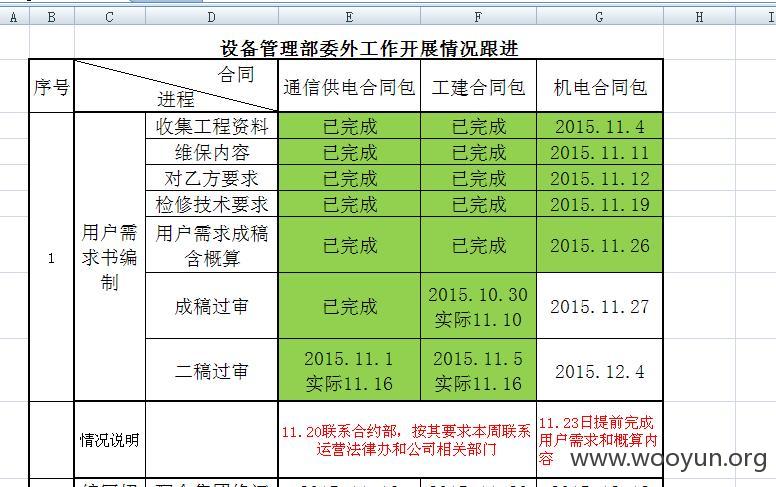 A B C D E F G H I
设备管理部委外工作开展情况跟进
序号 合同 进程 通信供电合同包 工建合同包 机电合同包
收集工程资料 已完成 已完成 2015.11.4
维保内容 已完成 已完成 2015.11.11
对乙方要求 已完成 已完成 2015.11.12
检修技术要求 已完成 已完成 2015.11.19
1 用户需
求书编
制
用户需求成稿
含概算 已完成 已完成 2015.11.26
成稿过审 已完成 2015.10.30
实际11.10 2015.11.27
二稿过审 2015.11.1
实际11.16 2015.11.5
实际11.16 2015.12.4
情况说明 11.20联系合约部，按其要求本周联系
运营法律办和公司相关部门
11.23日提前完成
用户需求和概算内
容
www.wooyun.org